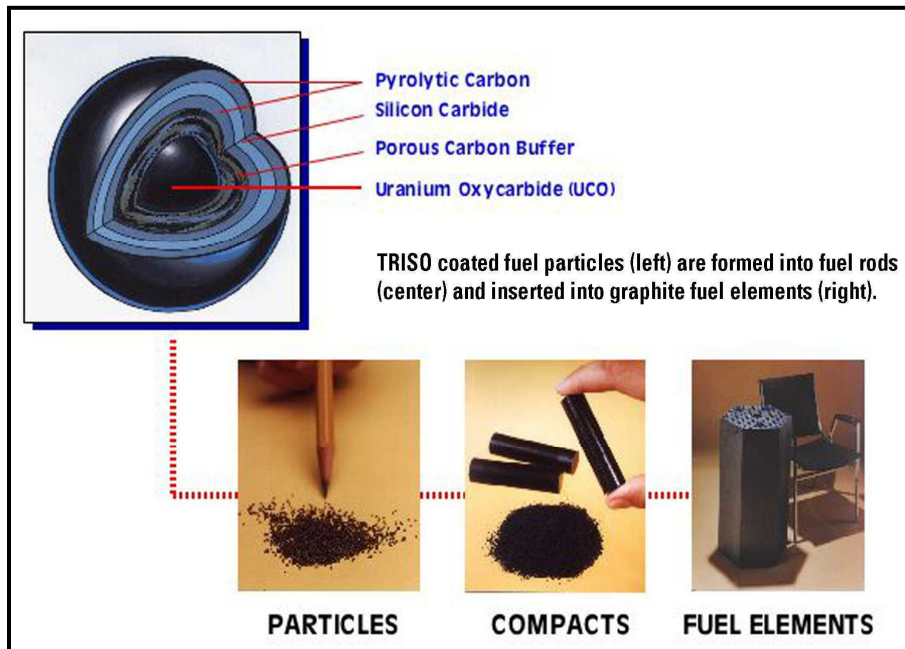 Pyrolytic Carbon
Silicon Carbide
Porous Carbon Buffer
Uranium Oxycarbide (UCO)
TRISO coated fuel particles (left) are formed into fuel rods
(center) and inserted into graphite fuel elements (right).
PARTICLES
COMPACTS
FUEL ELEMENTS